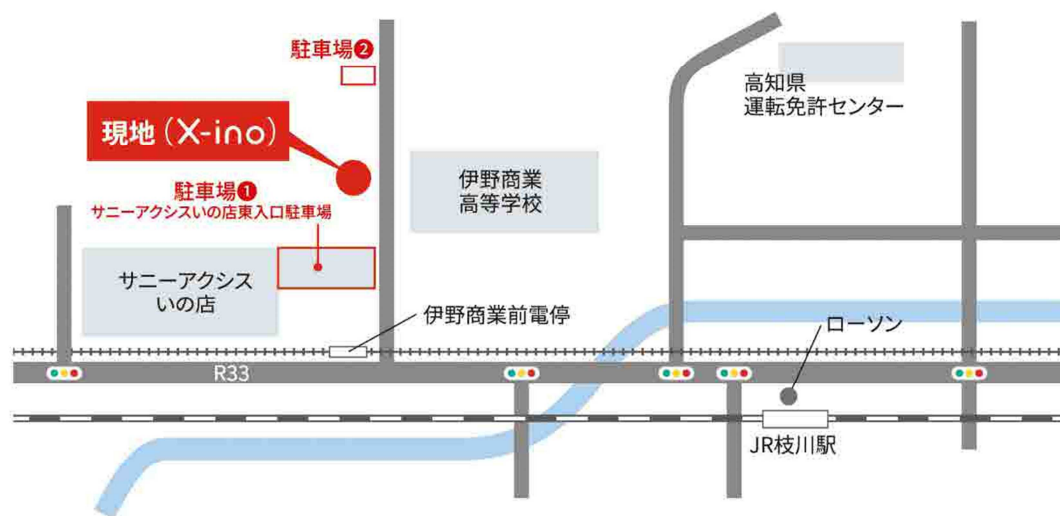 駐車場❷
現地（X-ino）
駐車場❶
サニーアクシスいの店東入口駐車場
サニーアクシス
いの店
伊野商業
高等学校
高知県
運転免許センター
伊野商業前電停
ローソン
R33
JR枝川駅